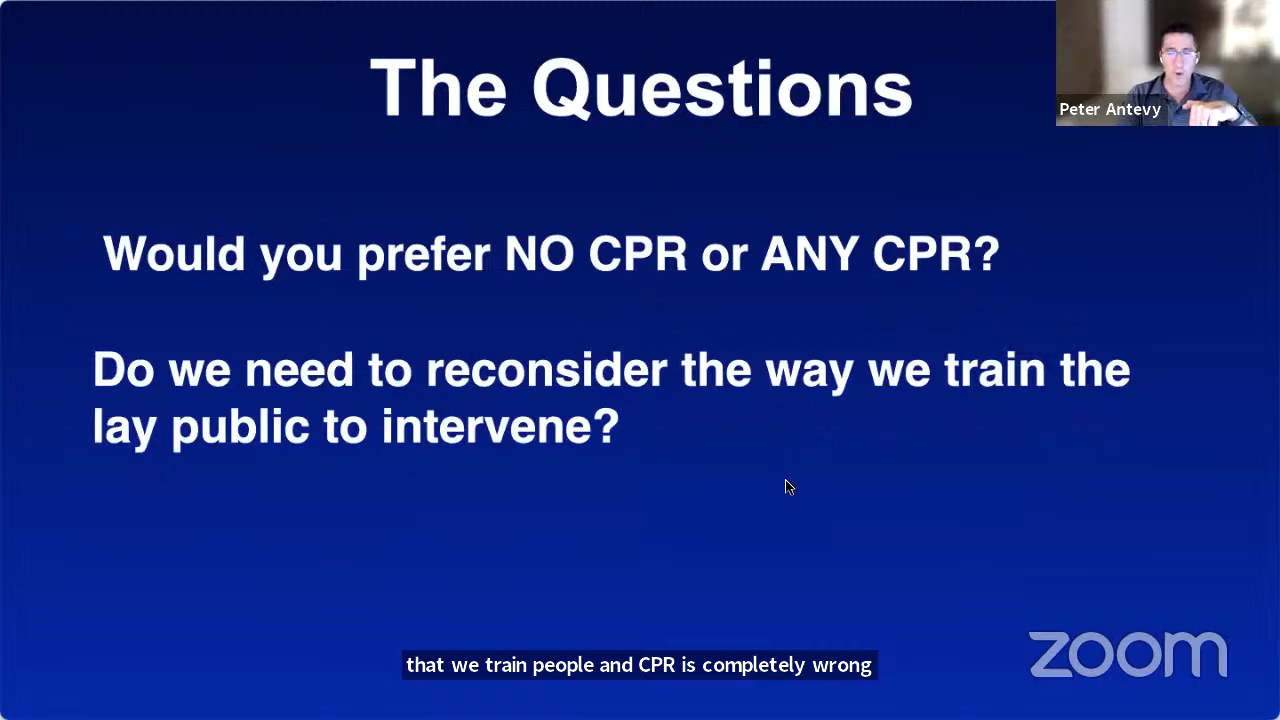 The Questions
Peter Antevy
Would you prefer NO CPR or ANY CPR?
Do we need to reconsider the way we train the
lay public to intervene?
that we train people and CPR is completely wrong
zoom